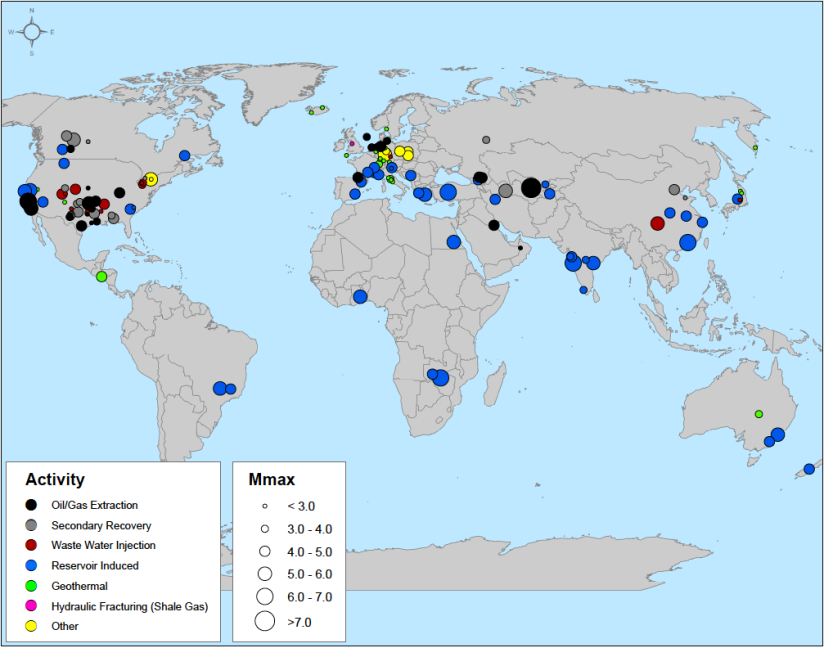 N
W E
S
Activity
Oil/Gas Extraction
Secondary Recovery
Waste Water Injection
Reservoir Induced
Geothermal
Hydraulic Fracturing (Shale Gas)
Other
Mmax
< 3.0
3.0 - 4.0
4.0 - 5.0
5.0 - 6.0
6.0 - 7.0
>7.0